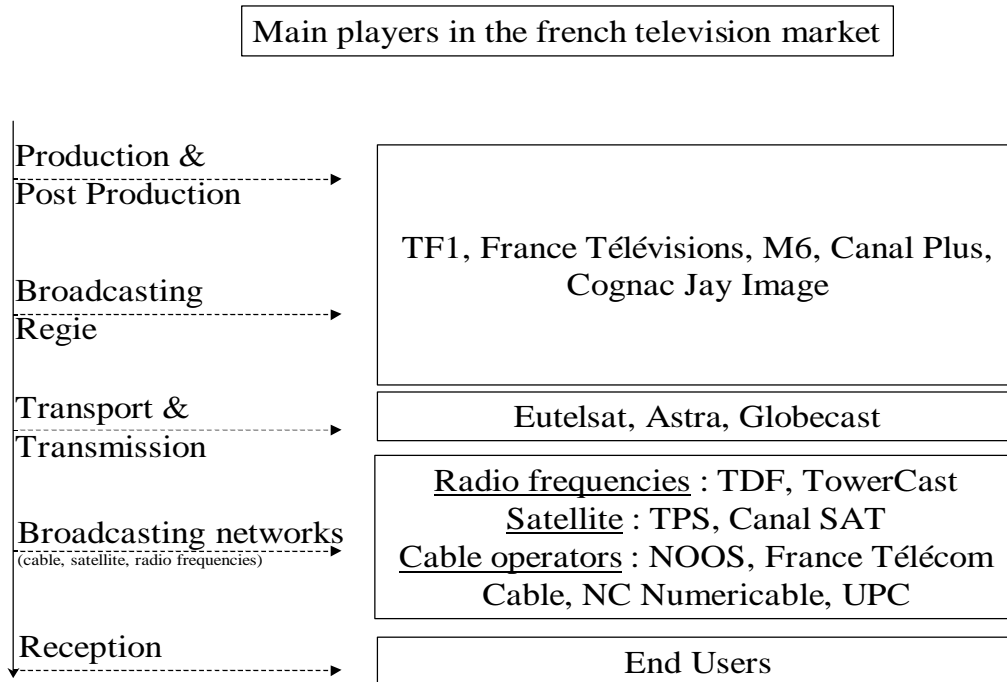 Main players in the french television market
Production &
Post Production
TF1, France Télévisions, M6, Canal Plus,
Cognac Jay Image
Broadcasting
Regie
Transport &
Transmission
Eutelsat, Astra, Globecast
Broadcasting networks
(cable, satellite, radio frequencies)
Radio frequencies : TDF, TowerCast
Satellite : TPS, Canal SAT
Cable operators : NOOS, France Télécom
Cable, NC Numericable, UPC
Reception
End Users